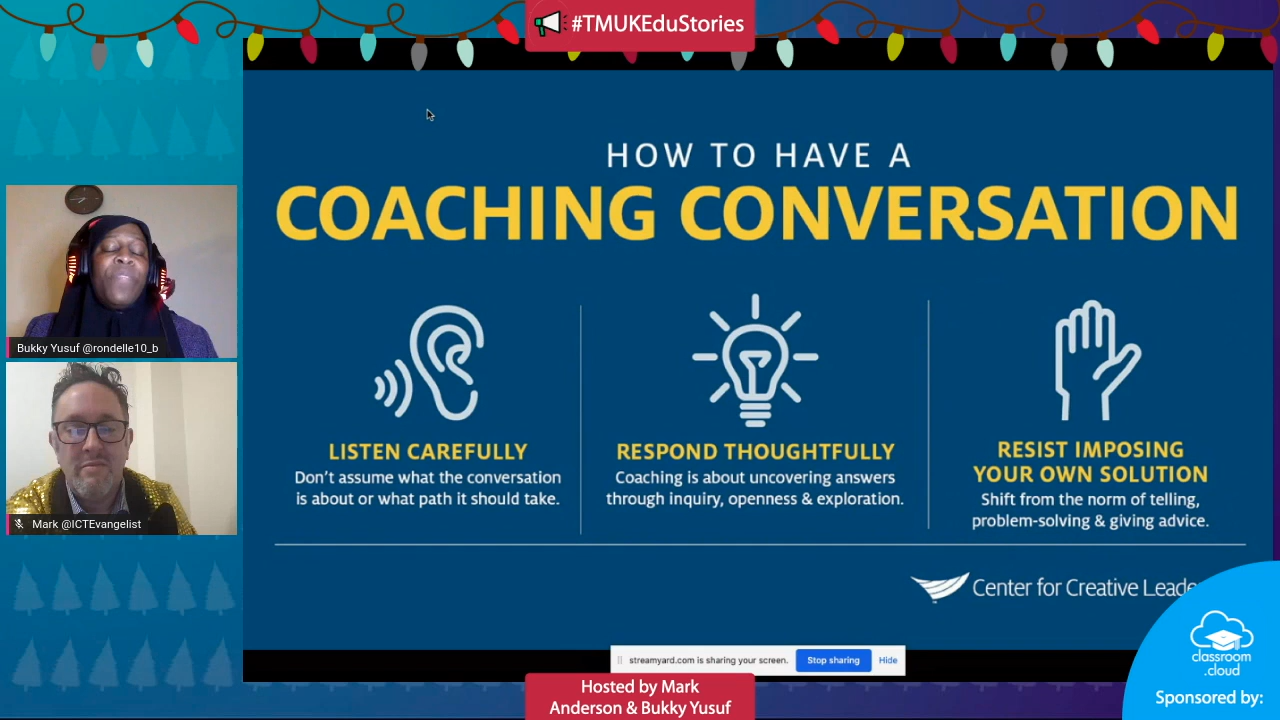 #TMUKEduStories
HOW TO HAVE A
COACHING CONVERSATION
LISTEN CAREFULLY
Don't assume what the conversation
is about or what path it should take.
RESPOND THOUGHTFULLY
Coaching is about uncovering answers
through inquiry, openness & exploration.
RESIST IMPOSING
YOUR OWN SOLUTION
Shift from the norm of telling,
problem-solving & giving advice.
Center for Creative Leade
Bukky Yusuf @rondelle10_b
Mark @ICTEvangelist
streamyard.com is sharing your screen. Stop sharing Hide
Hosted by Mark
Anderson & Bukky Yusuf
classroom
.cloud
Sponsored by: